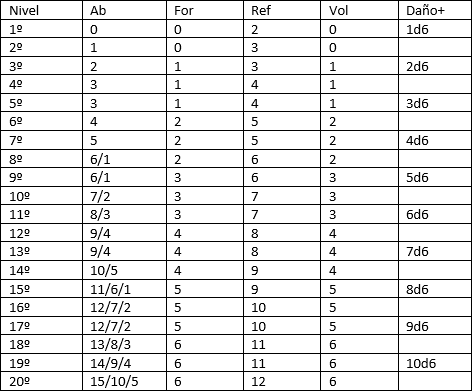 Nivel Ab For Ref Vol Daño+
1º 0 0 2 0 1d6
2º 1 0 3 0
3º 2 1 3 1 2d6
4º 3 1 4 1
5º 3 1 4 1 3d6
6º 4 2 5 2
7º 5 2 5 2 4d6
8º 6/1 2 6 2
9º 6/1 3 6 3 5d6
10º 7/2 3 7 3
11º 8/3 3 7 3 6d6
12º 9/4 4 8 4
13º 9/4 4 8 4 7d6
14º 10/5 4 9 4
15º 11/6/1 5 9 5 8d6
16º 12/7/2 5 10 5
17º 12/7/2 5 10 5 9d6
18º 13/8/3 6 11 6
19º 14/9/4 6 11 6 10d6
20º 15/10/5 6 12 6